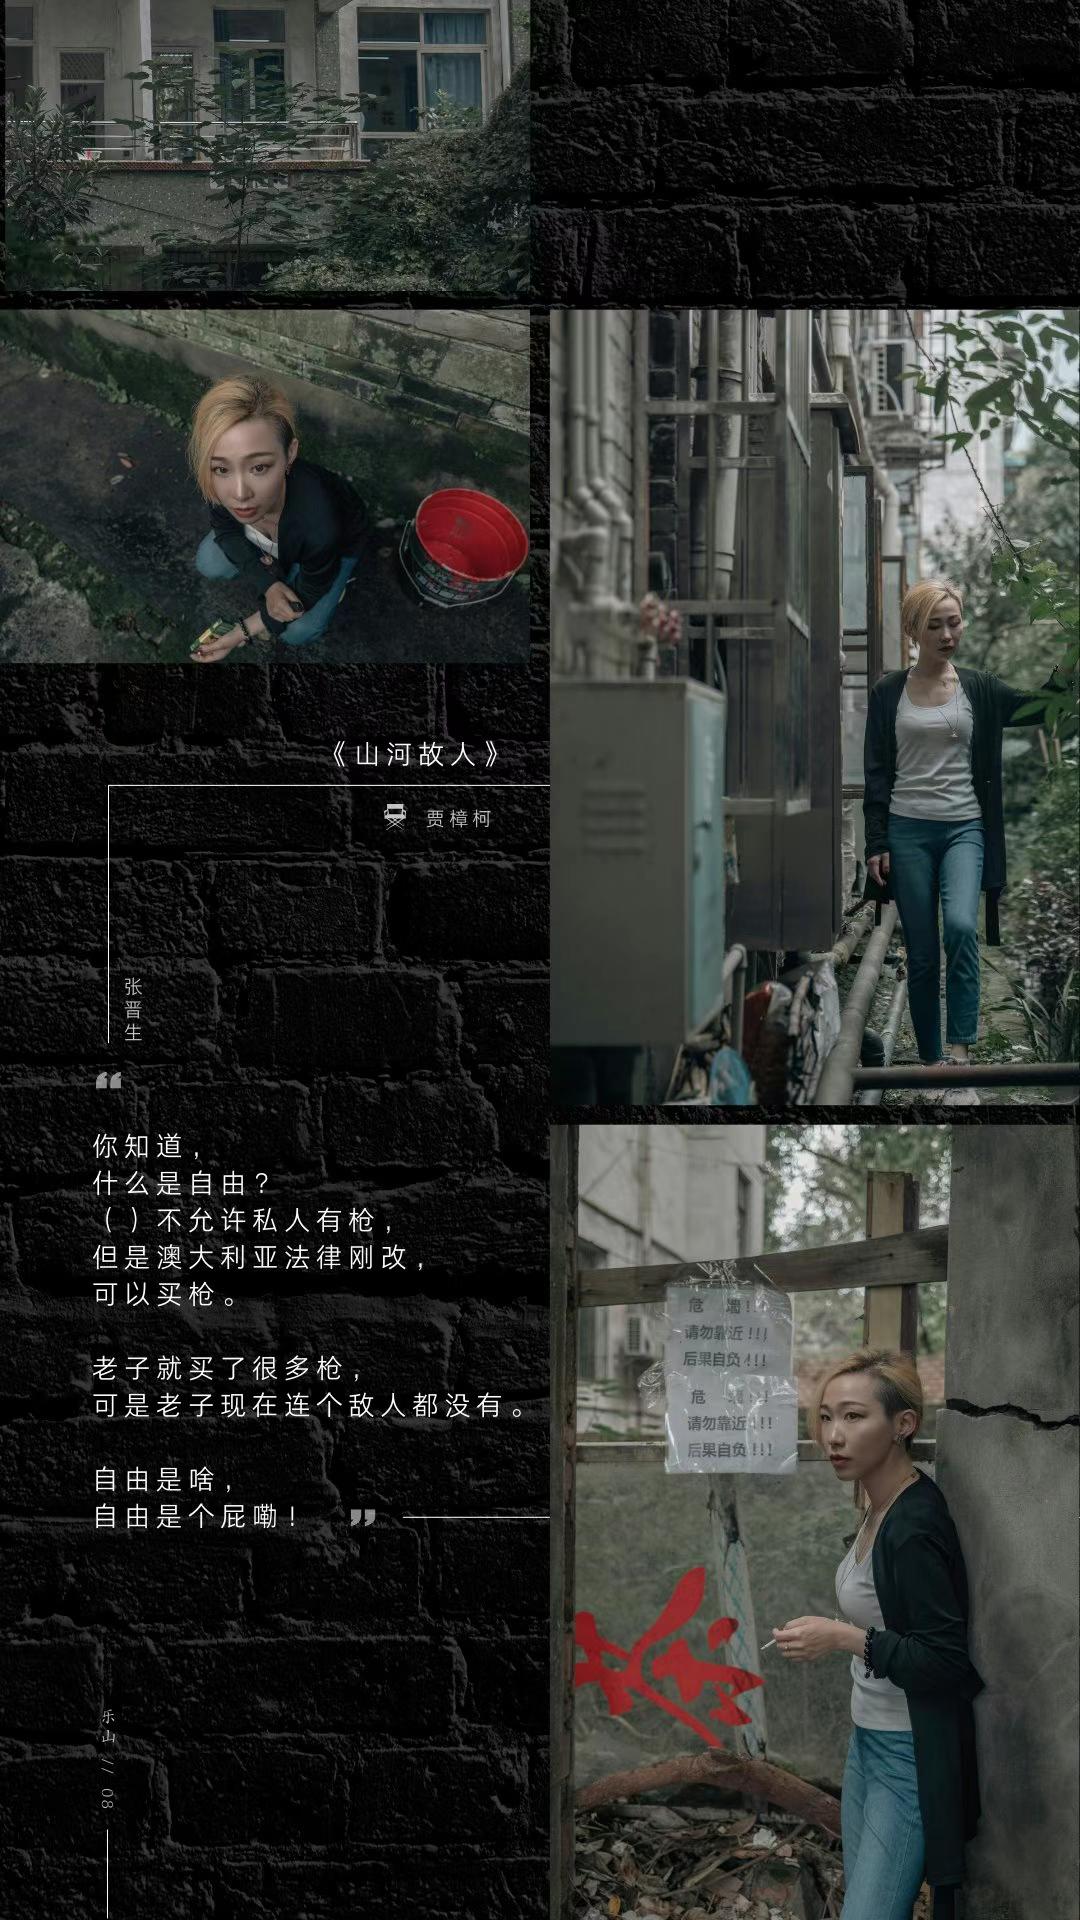 《山河故人》
贾樟柯
张晋生
“
你知道，
什么是自由？
（ ）不允许私人有枪，
但是澳大利亚法律刚改，
可以买枪。
老子就买了很多枪，
可是老子现在连个敌人都没有。
自由是啥，
自由是个屁嘞！ ”
危 墙!!!
请勿靠近!!!
后果自负!!!
危 墙!!!
请勿靠近!!!
后果自负!!!
乐山 // 08